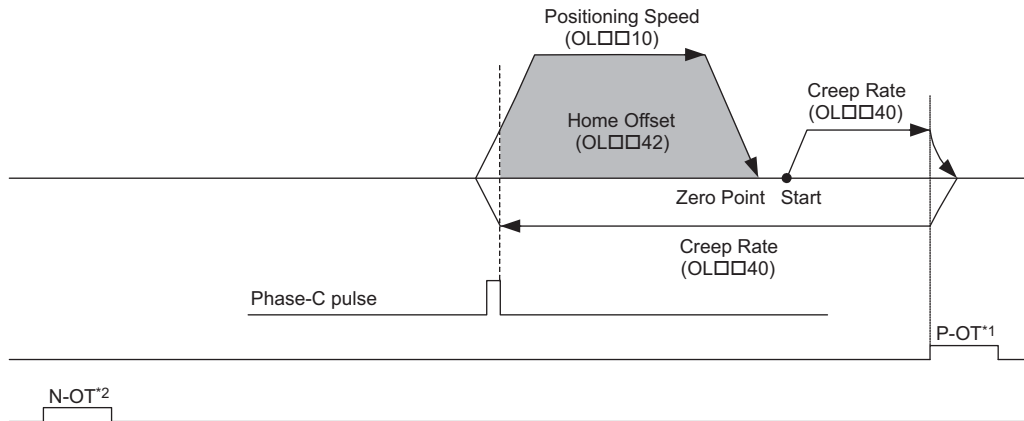 Positioning Speed
(OL□□10)
Creep Rate
(OL□□40)
Home Offset
(OL□□42)
Zero Point Start
Creep Rate
(OL□□40)
Phase-C pulse
P-OT*1
N-OT*2